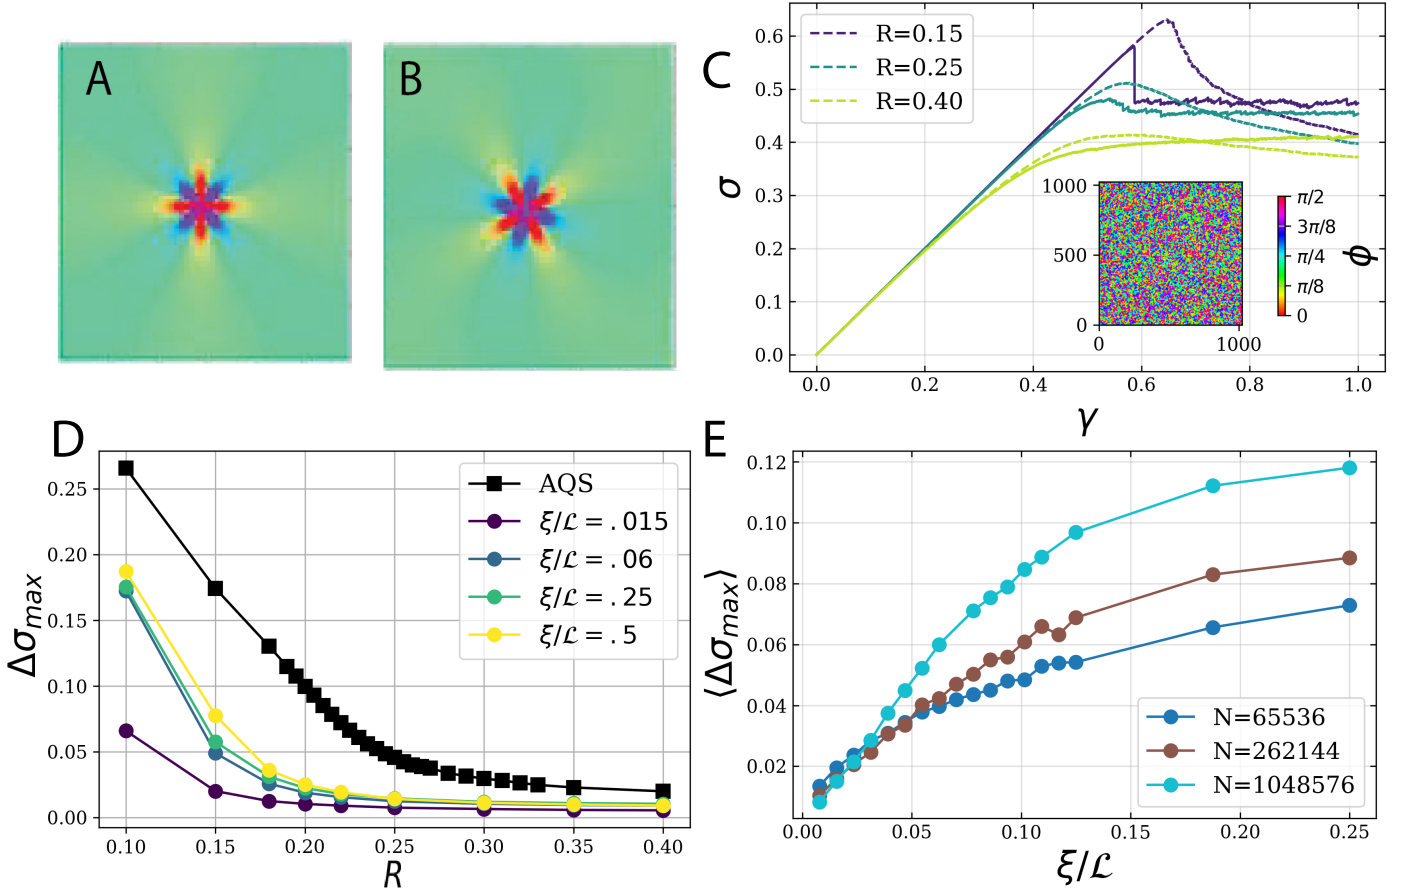 A
B
C
R=0.15
R=0.25
R=0.40
σ
0.6
0.5
0.4
0.3
0.2
0.1
0.0
0.0 0.2 0.4 0.6 0.8 1.0
γ
1000
500
0
0 1000
π/2
3π/8
π/4
π/8
0
ϕ
D
AQS
ξ/ℒ = .015
ξ/ℒ = .06
ξ/ℒ = .25
ξ/ℒ = .5
Δσmax
0.25
0.20
0.15
0.10
0.05
0.00
0.10 0.15 0.20 0.25 0.30 0.35 0.40
R
E
⟨Δσmax⟩
0.12
0.10
0.08
0.06
0.04
0.02
N=65536
N=262144
N=1048576
0.00 0.05 0.10 0.15 0.20 0.25
ξ/ℒ